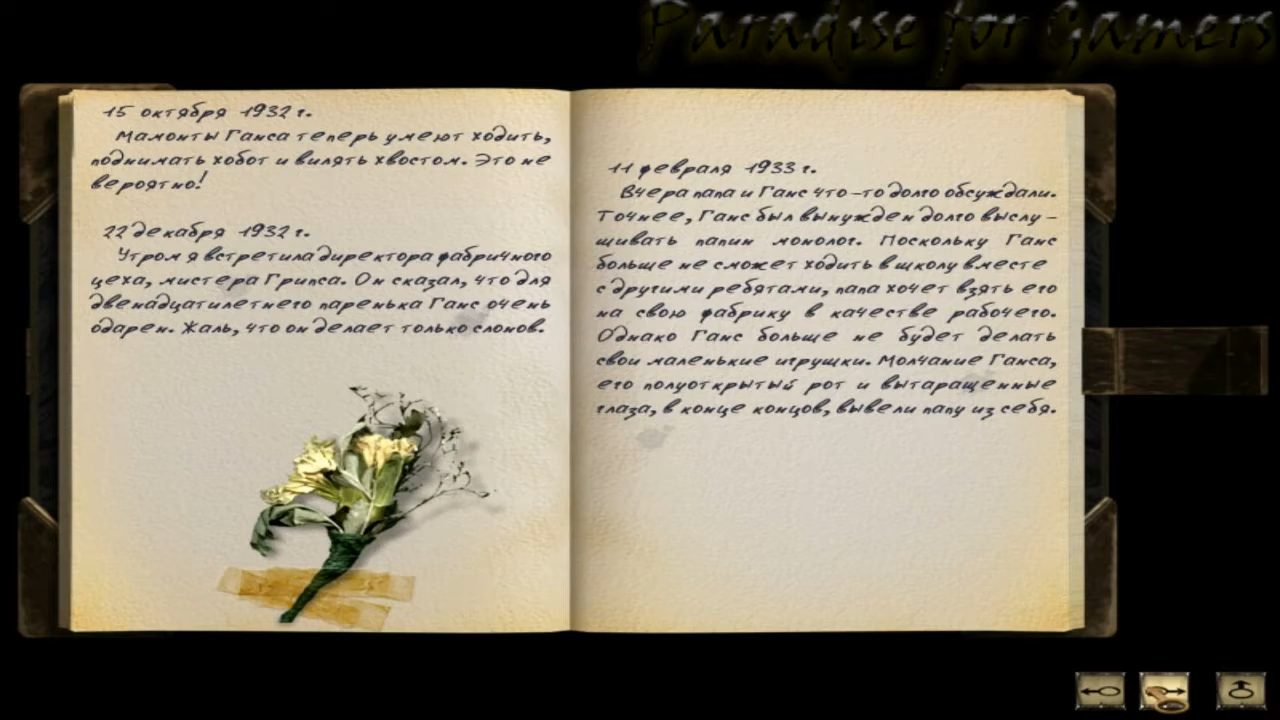 Paradise for Gamers
15 октября 1932 г.
Мамонты Ганса теперь умеют ходить,
поднимать хобот и вилять хвостом. Это не
вероятно!
22 декабря 1932 г.
Утром я встретила директора фабричного
цеха, мистера Грипса. Он сказал, что для
двенадцатилетнего паренька Ганс очень
одарен. Жаль, что он делает только слонов.
11 февраля 1933 г.
Вчера папа и Ганс что-то долго обсуждали.
Точнее, Ганс был вынужден долго выслу-
шивать папин монолог. Поскольку Ганс
больше не сможет ходить в школу вместе
с другими ребятами, папа хочет взять его
на свою фабрику в качестве рабочего.
Однако Ганс больше не будет делать
свои маленькие игрушки. Молчание Ганса,
его полуоткрытый рот и вытаращенные
глаза, в конце концов, вывели папу из себя.